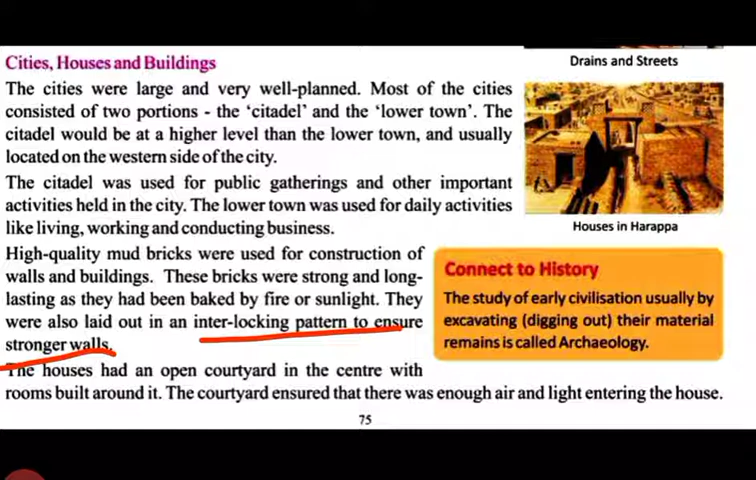 Cities, Houses and Buildings
The cities were large and very well-planned. Most of the cities
consisted of two portions - the ‘citadel’ and the ‘lower town’. The
citadel would be at a higher level than the lower town, and usually
located on the western side of the city.
The citadel was used for public gatherings and other important
activities held in the city. The lower town was used for daily activities
like living, working and conducting business.
High-quality mud bricks were used for construction of
walls and buildings. These bricks were strong and long-
lasting as they had been baked by fire or sunlight. They
were also laid out in an inter-locking pattern to ensure
stronger walls.
The houses had an open courtyard in the centre with
rooms built around it. The courtyard ensured that there was enough air and light entering the house.
Drains and Streets
Houses in Harappa
Connect to History
The study of early civilisation usually by
excavating (digging out) their material
remains is called Archaeology.
75